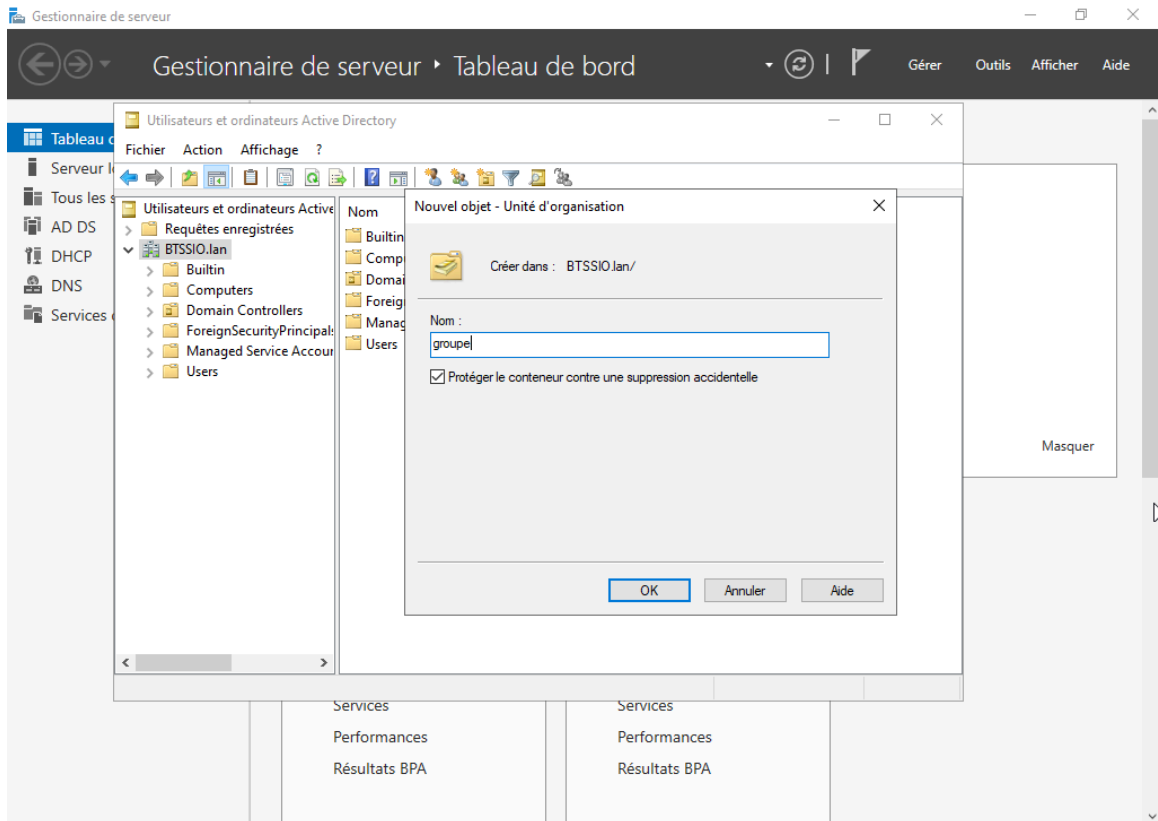 Gestionnaire de serveur
Gestionnaire de serveur • Tableau de bord
Gérer Outils Afficher Aide
Utilisateurs et ordinateurs Active Directory
Fichier Action Affichage ?
Tableau d
Serveur l
Tous les s
AD DS
DHCP
DNS
Services
Utilisateurs et ordinateurs Active
Requêtes enregistrées
BTSSIO.lan
Builtin
Computers
Domain Controllers
ForeignSecurityPrincipals
Managed Service Accour
Users
Nom
Builtin
Compu
Domai
Foreig
Manag
Users
Nouvel objet - Unité d'organisation
Créer dans : BTSSIO.lan/
Nom :
groupe
Protéger le conteneur contre une suppression accidentelle
OK Annuler Aide
Masquer
Services
Performances
Résultats BPA
Services
Performances
Résultats BPA